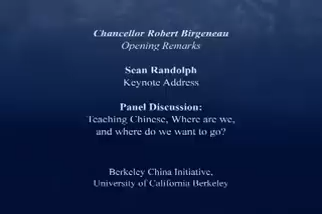 Chancellor Robert Birgeneau
Opening Remarks
Sean Randolph
Keynote Address
Panel Discussion:
Teaching Chinese, Where are we,
and where do we want to go?
Berkeley China Initiative,
University of California Berkeley